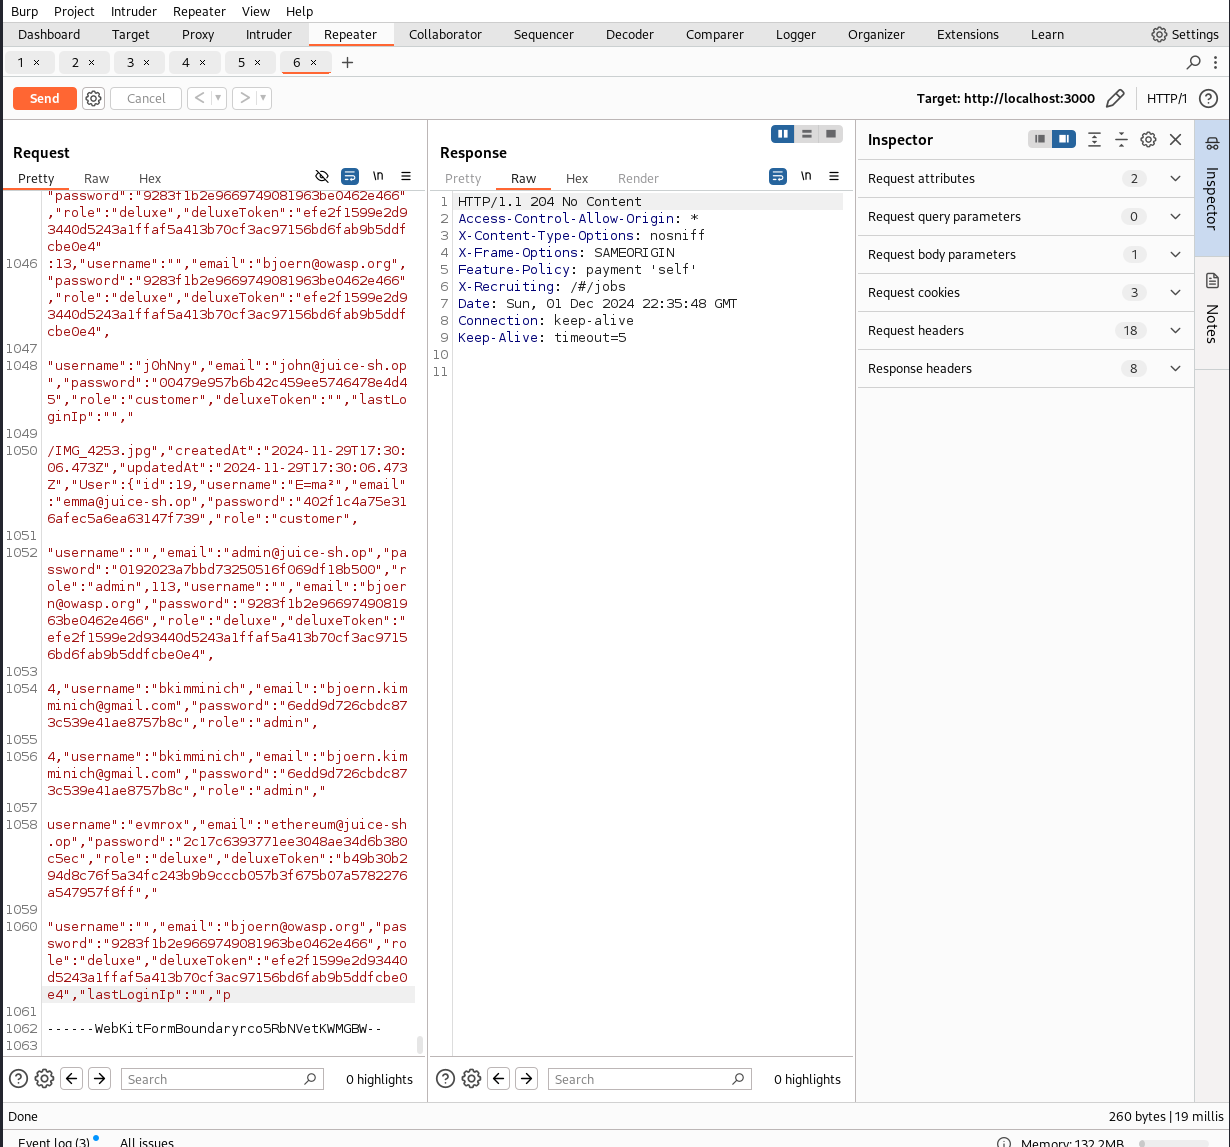 Burp Project Intruder Repeater View Help
Dashboard Target Proxy Intruder Repeater Collaborator Sequencer Decoder Comparer Logger Organizer Extensions Learn Settings
1 × 2 × 3 × 4 × 5 × 6 × +
Send Cancel < > Target: http://localhost:3000 HTTP/1 ?
Request
Pretty Raw Hex \n
"password":"9283f1b2e9669749081963be0462e466"
,"role":"deluxe","deluxeToken":"efe2f1599e2d9
3440d5243a1ffaf5a413b70cf3ac97156bd6fab9b5ddf
cbe0e4"
1046 :13,"username":"","email":"bjoern@owasp.org",
"password":"9283f1b2e9669749081963be0462e466"
,"role":"deluxe","deluxeToken":"efe2f1599e2d9
3440d5243a1ffaf5a413b70cf3ac97156bd6fab9b5ddf
cbe0e4",
1047
1048 "username":"j0hNny","email":"john@juice-sh.op
","password":"00479e957b6b42c459ee5746478e4d4
5","role":"customer","deluxeToken":"","lastLo
ginIp":"","
1049
1050 /IMG_4253.jpg","createdAt":"2024-11-29T17:30:
06.473Z","updatedAt":"2024-11-29T17:30:06.473
Z","User":{"id":19,"username":"E=ma²","email"
:"emma@juice-sh.op","password":"402f1c4a75e31
6afec5a6ea63147f739","role":"customer",
1051
1052 "username":"","email":"admin@juice-sh.op","pa
ssword":"0192023a7bbd73250516f069df18b500","r
ole":"admin",113,"username":"","email":"bjoer
n@owasp.org","password":"9283f1b2e96697490819
63be0462e466","role":"deluxe","deluxeToken":"
efe2f1599e2d93440d5243a1ffaf5a413b70cf3ac9715
6bd6fab9b5ddfcbe0e4",
1053
1054 4,"username":"bkimminich","email":"bjoern.kim
minich@gmail.com","password":"6edd9d726cbdc87
3c539e41ae8757b8c","role":"admin",
1055
1056 4,"username":"bkimminich","email":"bjoern.kim
minich@gmail.com","password":"6edd9d726cbdc87
3c539e41ae8757b8c","role":"admin","
1057
1058 username":"evmrox","email":"ethereum@juice-sh
.op","password":"2c17c6393771ee3048ae34d6b380
c5ec","role":"deluxe","deluxeToken":"b49b30b2
94d8c76f5a34fc243b9b9cccb057b3f675b07a5782276
a547957f8ff","
1059
1060 "username":"","email":"bjoern@owasp.org","pas
sword":"9283f1b2e9669749081963be0462e466","ro
le":"deluxe","deluxeToken":"efe2f1599e2d93440
d5243a1ffaf5a413b70cf3ac97156bd6fab9b5ddfcbe0
e4","lastLoginIp":"","p
1061
1062 ------WebKitFormBoundaryrco5RbNVetKWMGBW--
1063
? Search 0 highlights
Response
Pretty Raw Hex Render \n
1 HTTP/1.1 204 No Content
2 Access-Control-Allow-Origin: *
3 X-Content-Type-Options: nosniff
4 X-Frame-Options: SAMEORIGIN
5 Feature-Policy: payment 'self'
6 X-Recruiting: /#/jobs
7 Date: Sun, 01 Dec 2024 22:35:48 GMT
8 Connection: keep-alive
9 Keep-Alive: timeout=5
10
11
? Search 0 highlights
Inspector
Request attributes 2
Request query parameters 0
Request body parameters 1
Request cookies 3
Request headers 18
Response headers 8
Inspector
Notes
Done 260 bytes | 19 millis
Event log (3) All issues Memory: 132.2MB